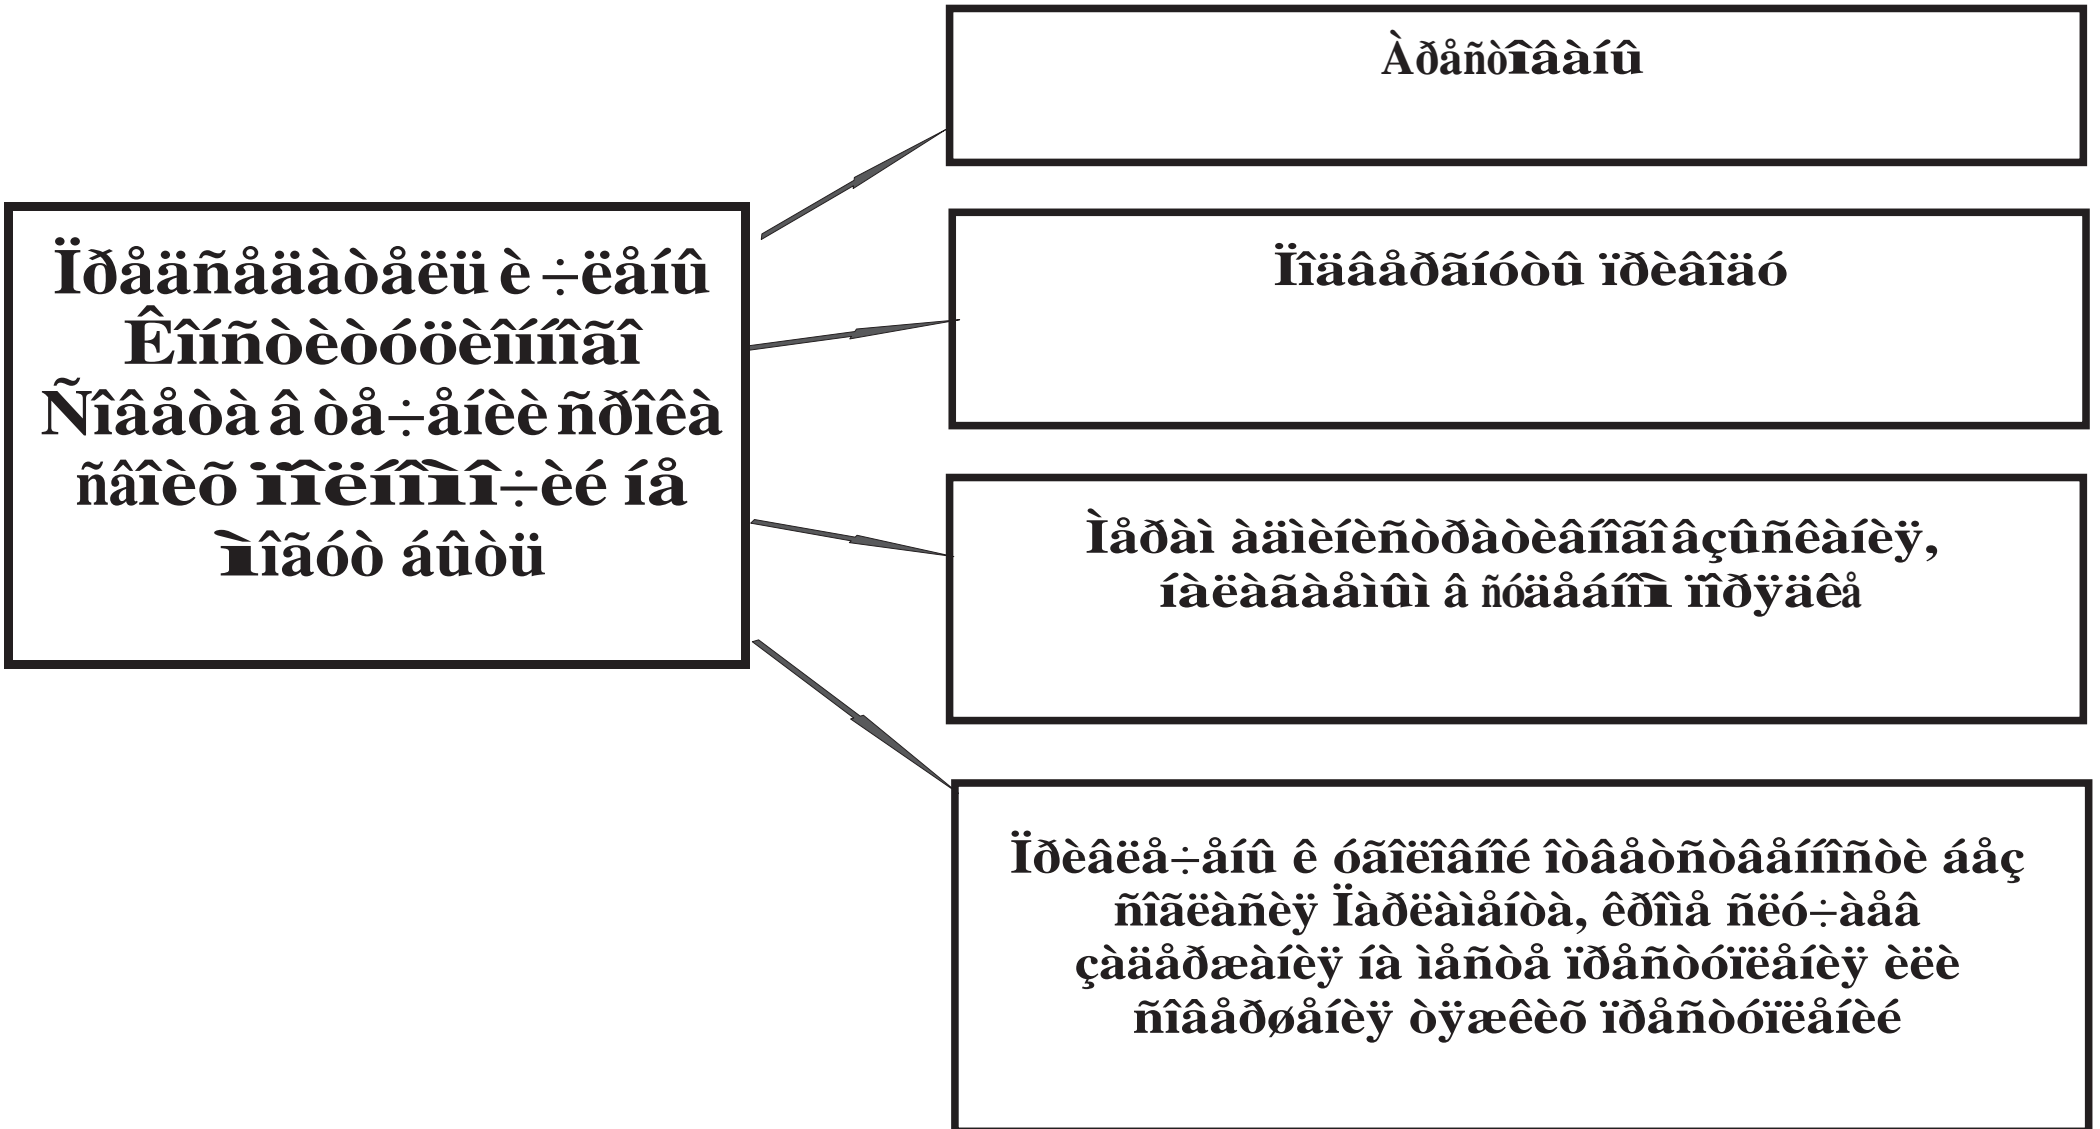 Ïðåäñåäàòåëü è ÷ëåíû
Êîíñòèòóöèîííîãî
Ñîâåòà â òå÷åíèè ñðîêà
ñâîèõ ïîëíîìî÷èé íå
ìîãóò áûòü
Àðåñòîâàíû
Ïîäâåðãíóòû ïðèâîäó
Ìåðàì àäìèíèñòðàòèâíîãî âçûñêàíèÿ,
íàëàãàåìûì â ñóäåáíîì ïîðÿäêå
Ïðèâëå÷åíû ê óãîëîâíîé îòâåòñòâåííîñòè áåç
ñîãëàñèÿ Ïàðëàìåíòà, êðîìå ñëó÷àåâ
çàäåðæàíèÿ íà ìåñòå ïðåñòóïëåíèÿ èëè
ñîâåðøåíèÿ òÿæêèõ ïðåñòóïëåíèé